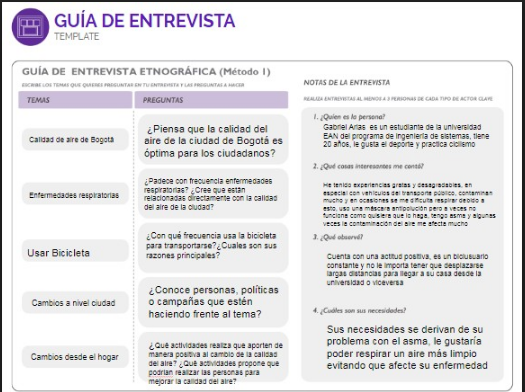 GUÍA DE ENTREVISTA
TEMPLATE
GUÍA DE ENTREVISTA ETNOGRÁFICA (Método 1)
ESCRIBE LOS TEMAS QUE QUIERES PREGUNTAR EN TU ENTREVISTA Y LAS PREGUNTAS A HACER
TEMAS
PREGUNTAS
Calidad de aire de Bogotá
¿Piensa que la calidad del
aire de la ciudad de Bogotá es
óptima para los ciudadanos?
Enfermedades respiratorias
¿Padece con frecuencia enfermedades
respiratorias? ¿Cree que están
relacionadas directamente con la calidad
del aire de la ciudad?
Usar Bicicleta
¿Con qué frecuencia usa la bicicleta
para transportarse?¿Cuales son sus
razones principales?
Cambios a nivel ciudad
¿Conoce personas, políticas
o campañas que estén
haciendo frente al tema?
Cambios desde el hogar
¿Qué actividades realiza que aporten de
manera positiva al cambio de la calidad
del aire? ¿Qué actividades propone que
podrían realizar las personas para
mejorar la calidad del aire?
NOTAS DE LA ENTREVISTA
REALIZA ENTREVISTAS AL MENOS A 3 PERSONAS DE CADA TIPO DE ACTOR CLAVE
1. ¿Quien es la persona?
Gabriel Arias es un estudiante de la universidad
EAN del programa de ingeniería de sistemas, tiene
20 años, le gusta el deporte y practica ciclismo
2. ¿Qué cosas interesantes me contó?
He tenido experiencias gratas y desagradables, en
especial con vehículos del transporte público, contaminan
mucho y en ocasiones se me dificulta respirar debido a
esto, uso una máscara antipolución pero a veces no
funciona como quisiera que lo haga, tengo asma y algunas
veces la contaminación del aire me afecta mucho
3. ¿Qué observé?
Cuenta con una actitud positiva, es un biciusuario
constante y no le importa tener que desplazarse
largas distancias para llegar a su casa desde la
universidad o viceversa
4. ¿Cuáles son sus necesidades?
Sus necesidades se derivan de su
problema con el asma, le gustaría
poder respirar un aire más limpio
evitando que afecte su enfermedad